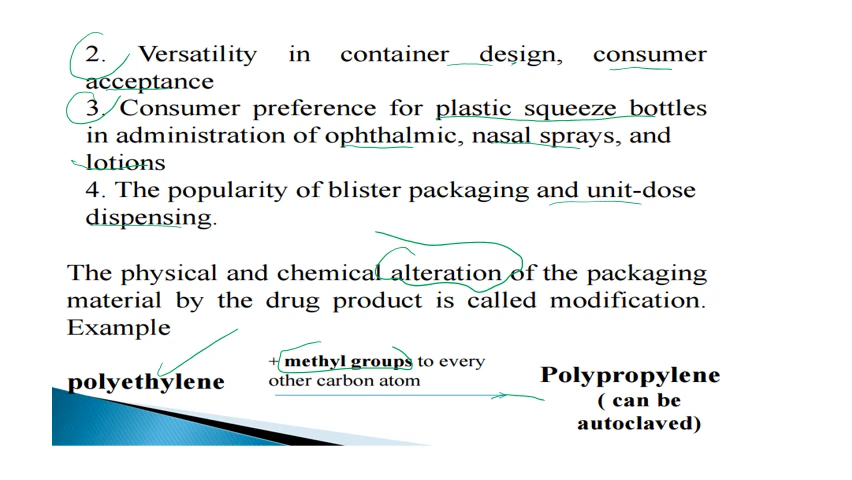 2. Versatility in container design, consumer
acceptance
3. Consumer preference for plastic squeeze bottles
in administration of ophthalmic, nasal sprays, and
lotions
4. The popularity of blister packaging and unit-dose
dispensing.
The physical and chemical alteration of the packaging
material by the drug product is called modification.
Example
polyethylene
+ methyl groups to every
other carbon atom
Polypropylene
( can be
autoclaved)